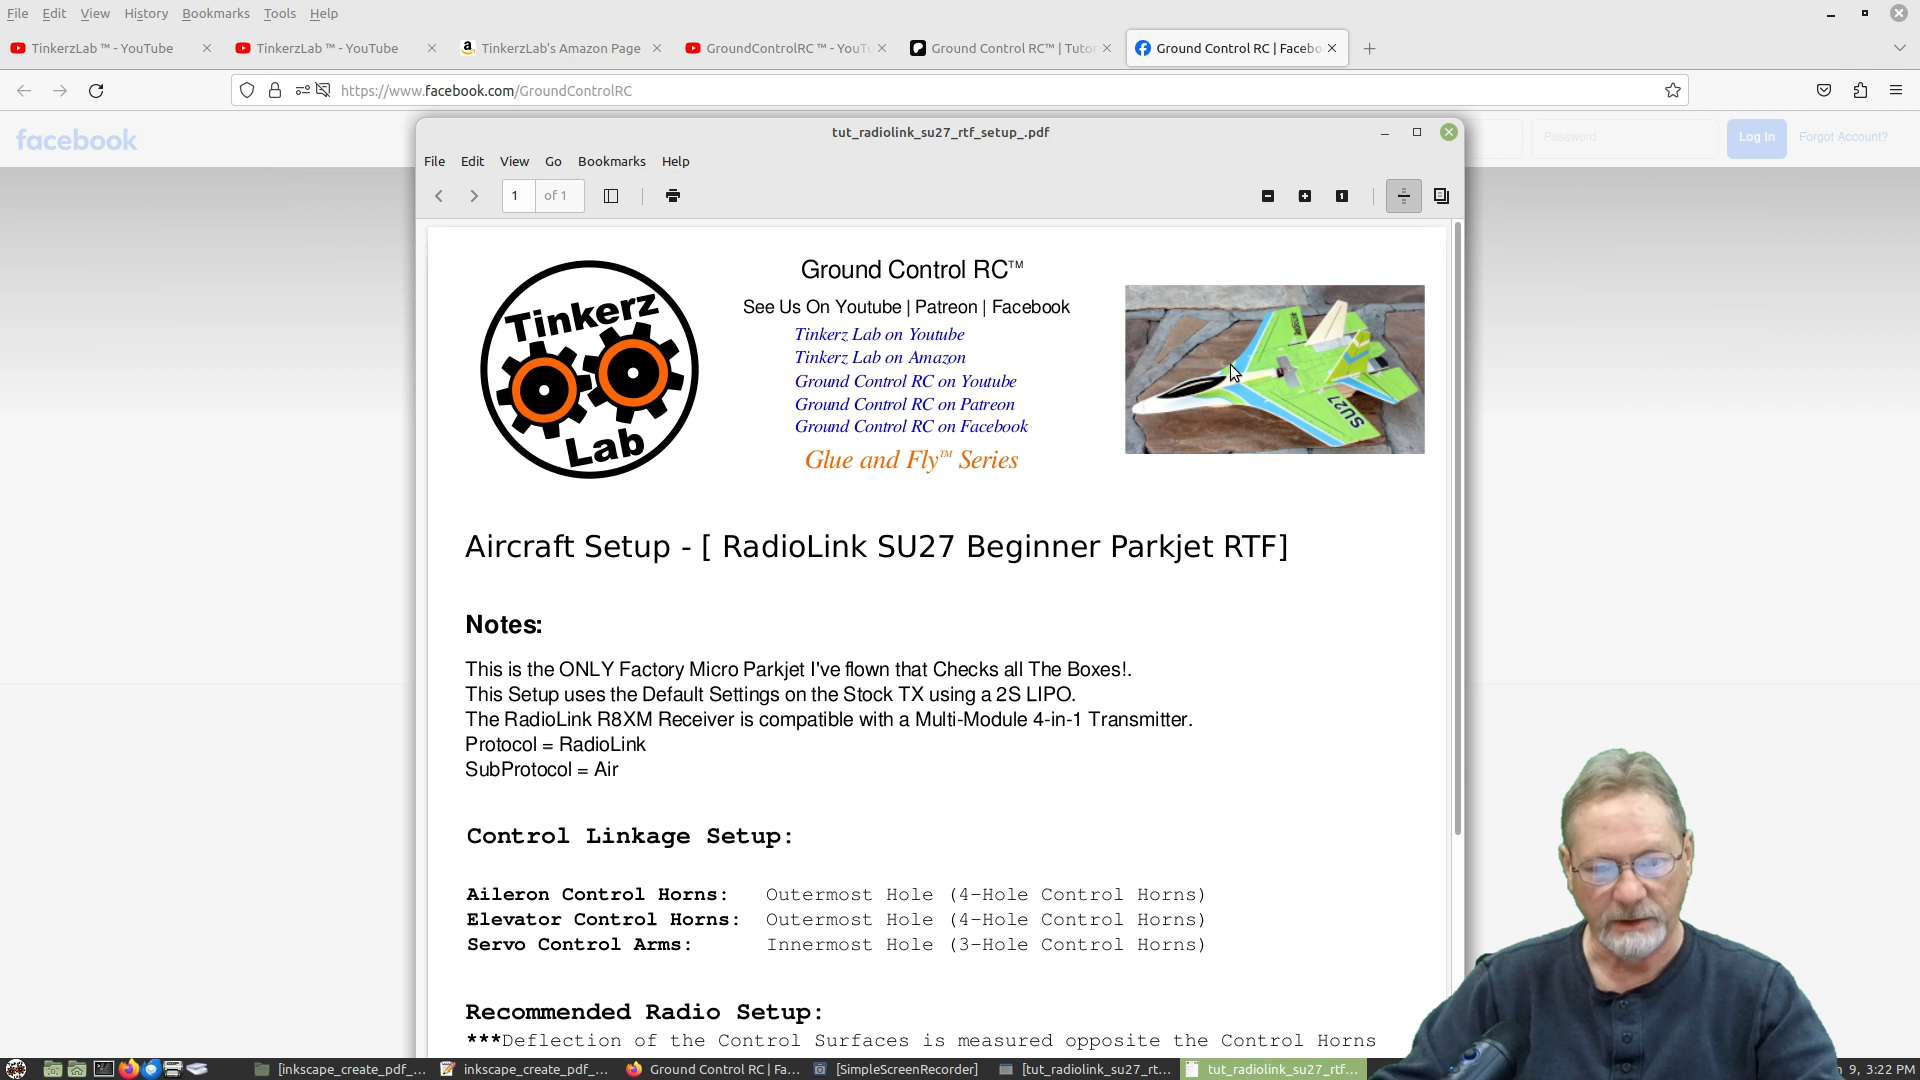 File Edit View History Bookmarks Tools Help
TinkerzLab ™ - YouTube
TinkerzLab ™ - YouTube
TinkerzLab's Amazon Page
GroundControlRC ™ - YouTu
Ground Control RC™ | Tutor
Ground Control RC | Facebo
https://www.facebook.com/GroundControlRC
facebook
Password
Log In
Forgot Account?
tut_radiolink_su27_rtf_setup_.pdf
File Edit View Go Bookmarks Help
1 of 1
Tinkerz
Lab
Ground Control RC™
See Us On Youtube | Patreon | Facebook
Tinkerz Lab on Youtube
Tinkerz Lab on Amazon
Ground Control RC on Youtube
Ground Control RC on Patreon
Ground Control RC on Facebook
Glue and Fly™ Series
SU27
Aircraft Setup - [ RadioLink SU27 Beginner Parkjet RTF]
Notes:
This is the ONLY Factory Micro Parkjet I've flown that Checks all The Boxes!.
This Setup uses the Default Settings on the Stock TX using a 2S LIPO.
The RadioLink R8XM Receiver is compatible with a Multi-Module 4-in-1 Transmitter.
Protocol = RadioLink
SubProtocol = Air
Control Linkage Setup:
Aileron Control Horns: Outermost Hole (4-Hole Control Horns)
Elevator Control Horns: Outermost Hole (4-Hole Control Horns)
Servo Control Arms: Innermost Hole (3-Hole Control Horns)
Recommended Radio Setup:
***Deflection of the Control Surfaces is measured opposite the Control Horns
[inkscape_create_pdf_...
inkscape_create_pdf_...
Ground Control RC | Fa...
[SimpleScreenRecorder]
[tut_radiolink_su27_rt...
tut_radiolink_su27_rtf...
9, 3:22 PM